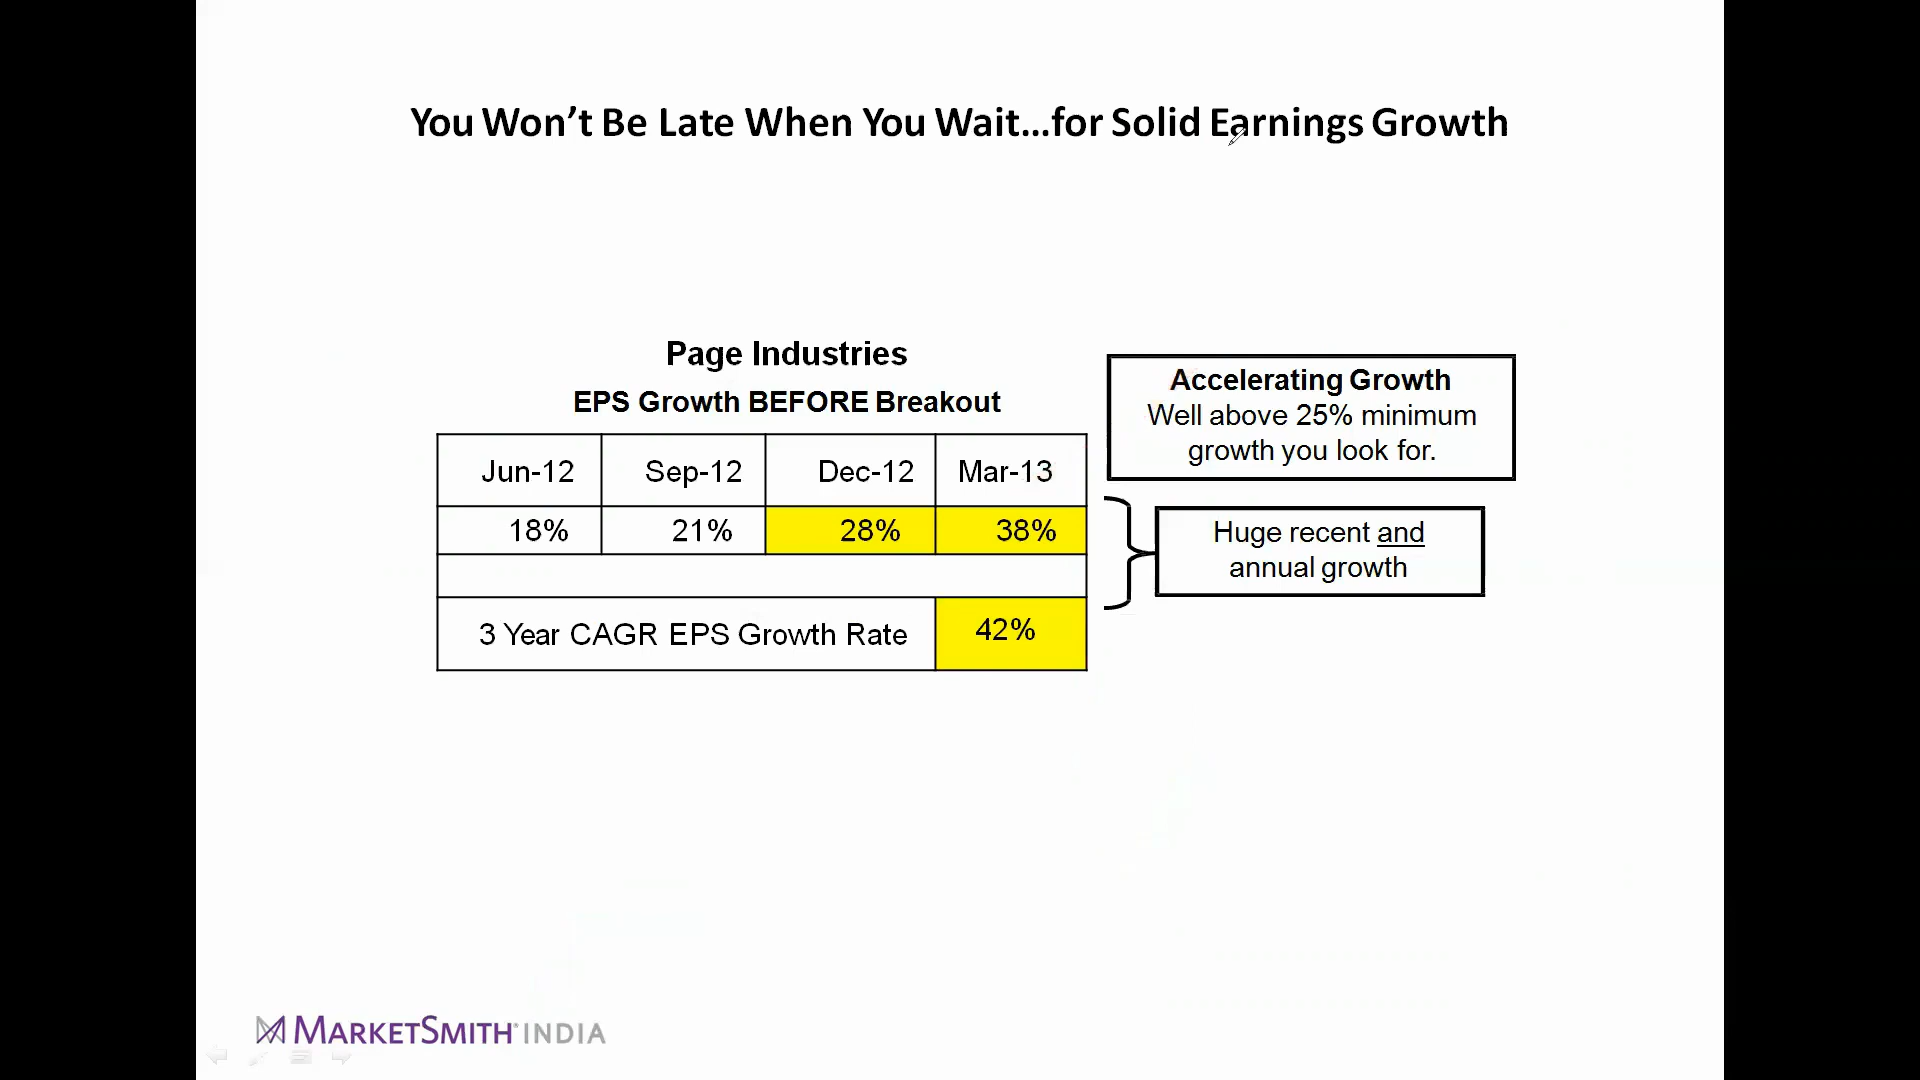 You Won’t Be Late When You Wait...for Solid Earnings Growth
Page Industries
EPS Growth BEFORE Breakout
Jun-12 Sep-12 Dec-12 Mar-13
18% 21% 28% 38%
3 Year CAGR EPS Growth Rate 42%
Accelerating Growth
Well above 25% minimum
growth you look for.
Huge recent and
annual growth
MARKETSMITH INDIA